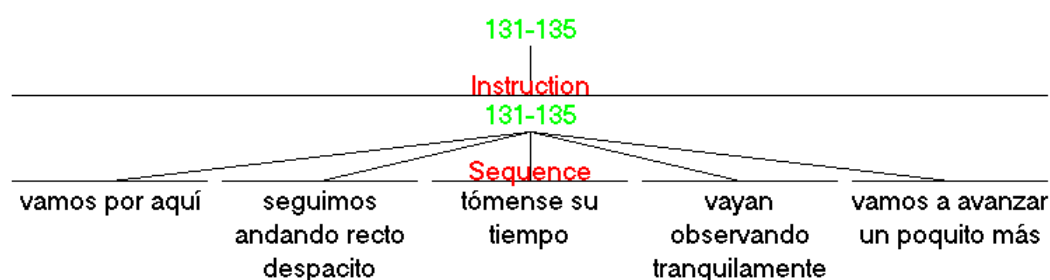 131-135
Instruction
131-135
Sequence
vamos por aquí
seguimos
andando recto
despacito
tómense su
tiempo
vayan
observando
tranquilamente
vamos a avanzar
un poquito más